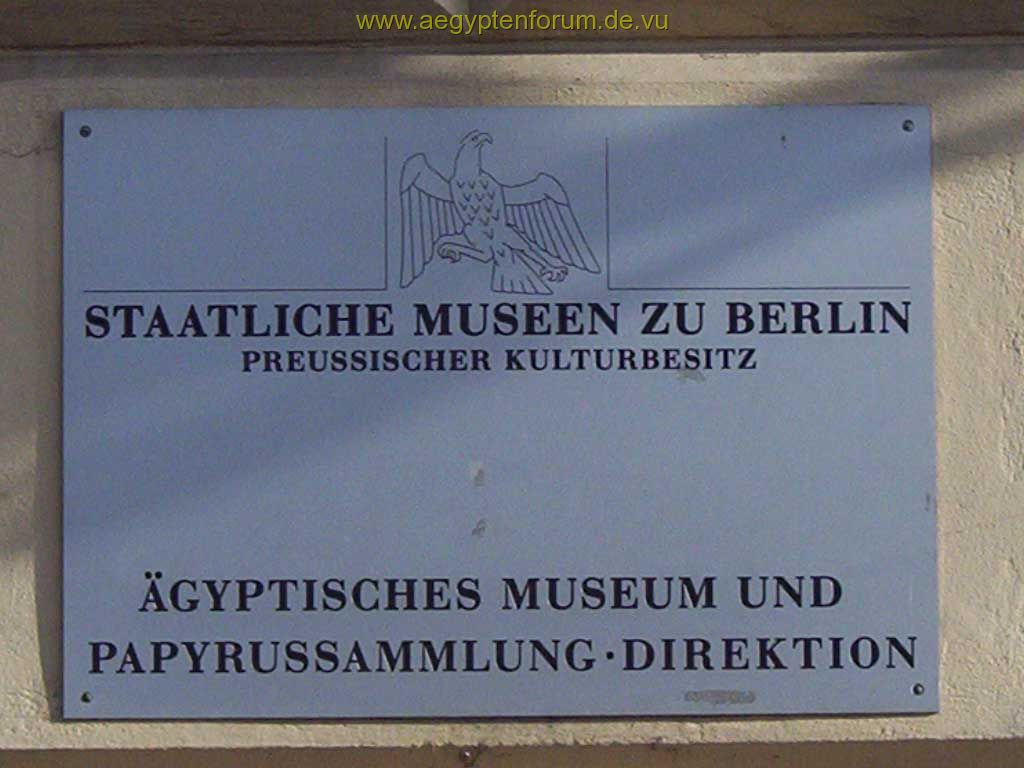 www.aegyptenforum.de.vu
STAATLICHE MUSEEN ZU BERLIN
PREUSSISCHER KULTURBESITZ
ÄGYPTISCHES MUSEUM UND
PAPYRUSSAMMLUNG · DIREKTION